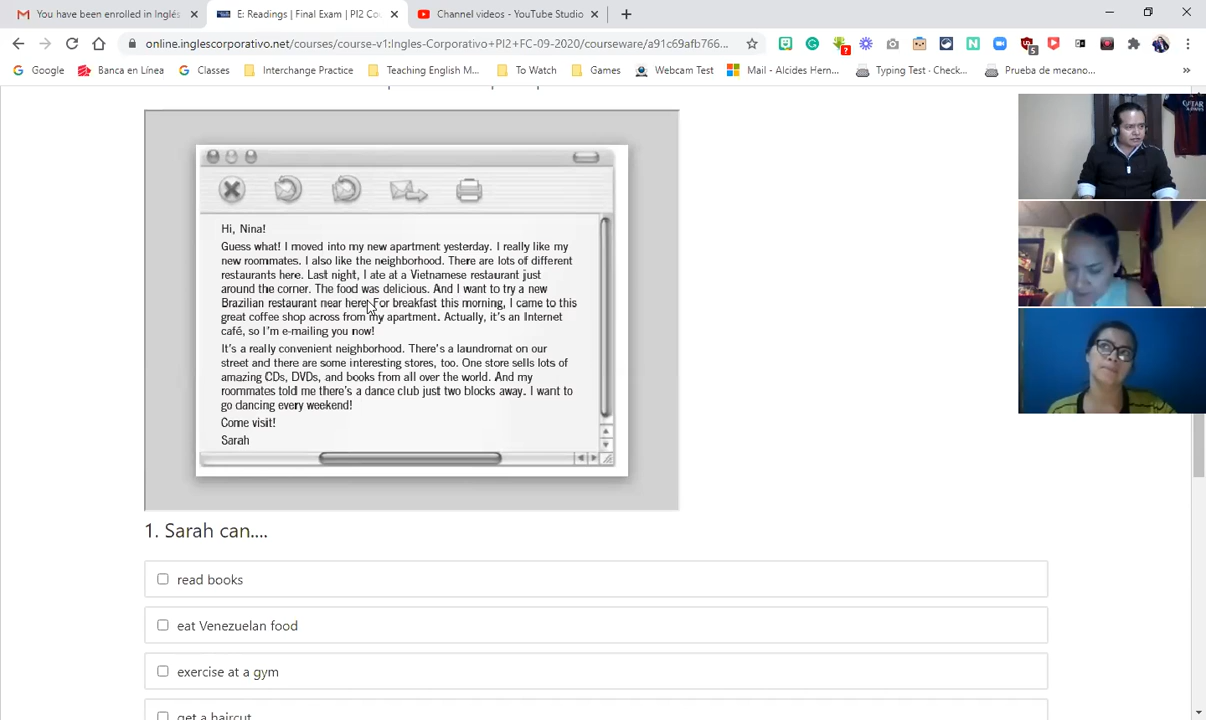 You have been enrolled in Inglés
E: Readings | Final Exam | PI2 Cou
Channel videos - YouTube Studio
online.inglescorporativo.net/courses/course-v1:Ingles-Corporativo+PI2+FC-09-2020/courseware/a91c69afb766...
Google
Banca en Línea
Classes
Interchange Practice
Teaching English M...
To Watch
Games
Webcam Test
Mail - Alcides Hern...
Typing Test · Check...
Prueba de mecano...
Hi, Nina!
Guess what! I moved into my new apartment yesterday. I really like my
new roommates. I also like the neighborhood. There are lots of different
restaurants here. Last night, I ate at a Vietnamese restaurant just
around the corner. The food was delicious. And I want to try a new
Brazilian restaurant near here. For breakfast this morning, I came to this
great coffee shop across from my apartment. Actually, it's an Internet
café, so I'm e-mailing you now!
It's a really convenient neighborhood. There's a laundromat on our
street and there are some interesting stores, too. One store sells lots of
amazing CDs, DVDs, and books from all over the world. And my
roommates told me there's a dance club just two blocks away. I want to
go dancing every weekend!
Come visit!
Sarah
1. Sarah can....
read books
eat Venezuelan food
exercise at a gym
get a haircut